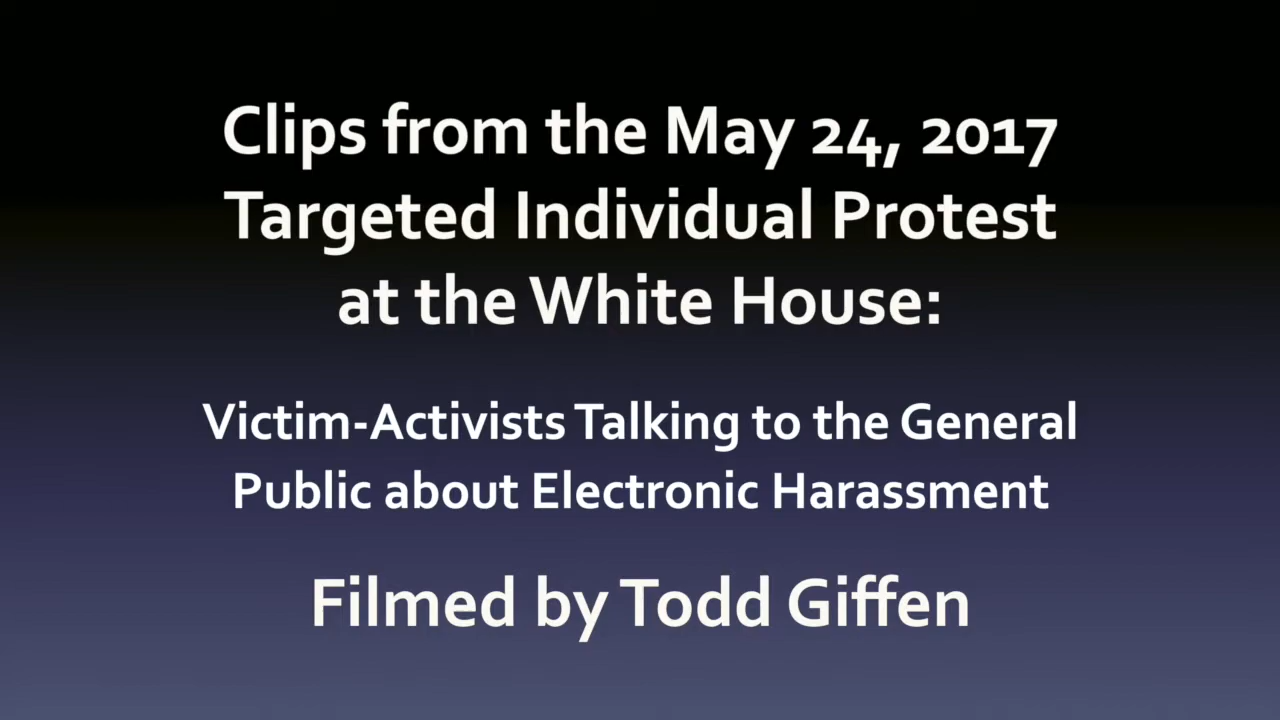 Clips from the May 24, 2017
Targeted Individual Protest
at the White House:
Victim-Activists Talking to the General
Public about Electronic Harassment
Filmed by Todd Giffen